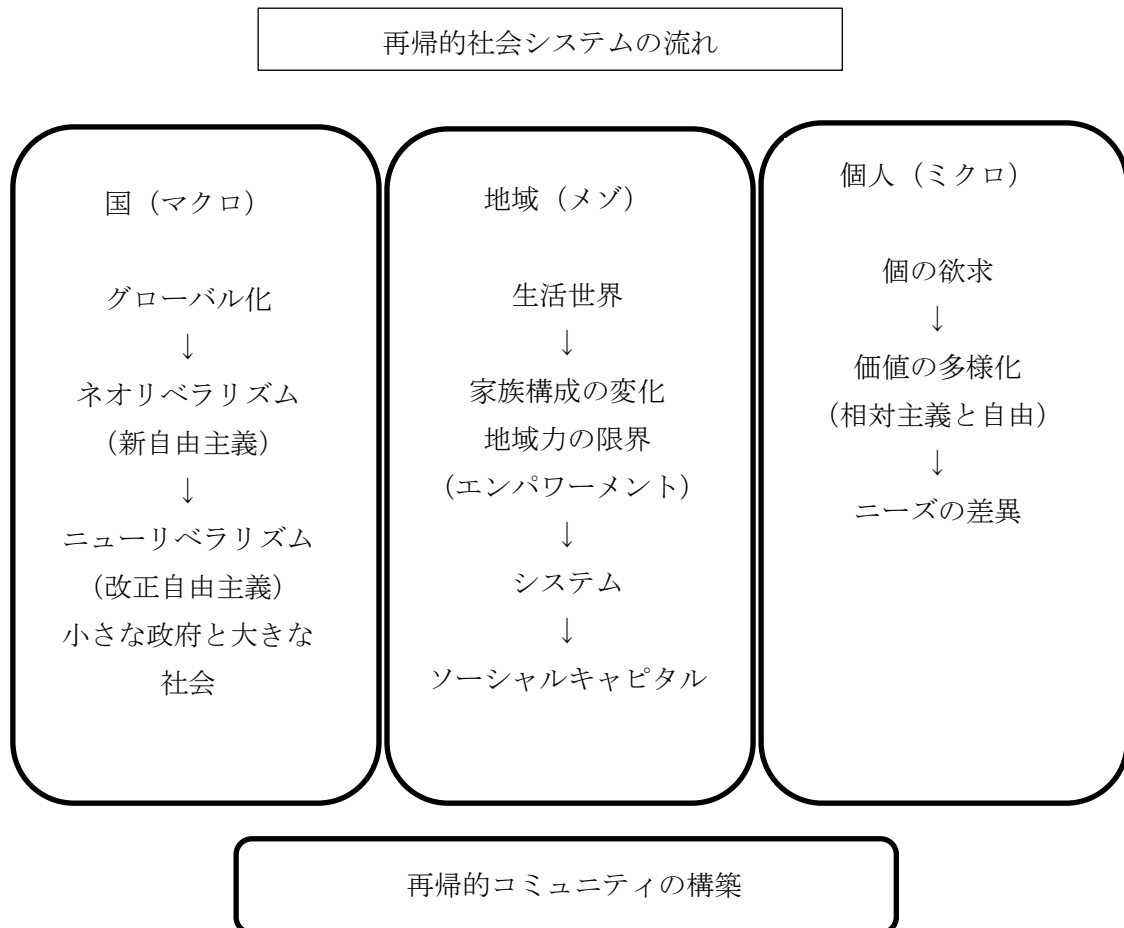 再帰的社会システムの流れ
国（マクロ）
グローバル化
↓
ネオリベラリズム
（新自由主義）
↓
ニューリベラリズム
（改正自由主義）
小さな政府と大きな
社会
地域（メゾ）
生活世界
↓
家族構成の変化
地域力の限界
（エンパワーメント）
↓
システム
↓
ソーシャルキャピタル
個人（ミクロ）
個の欲求
↓
価値の多様化
（相対主義と自由）
↓
ニーズの差異
再帰的コミュニティの構築